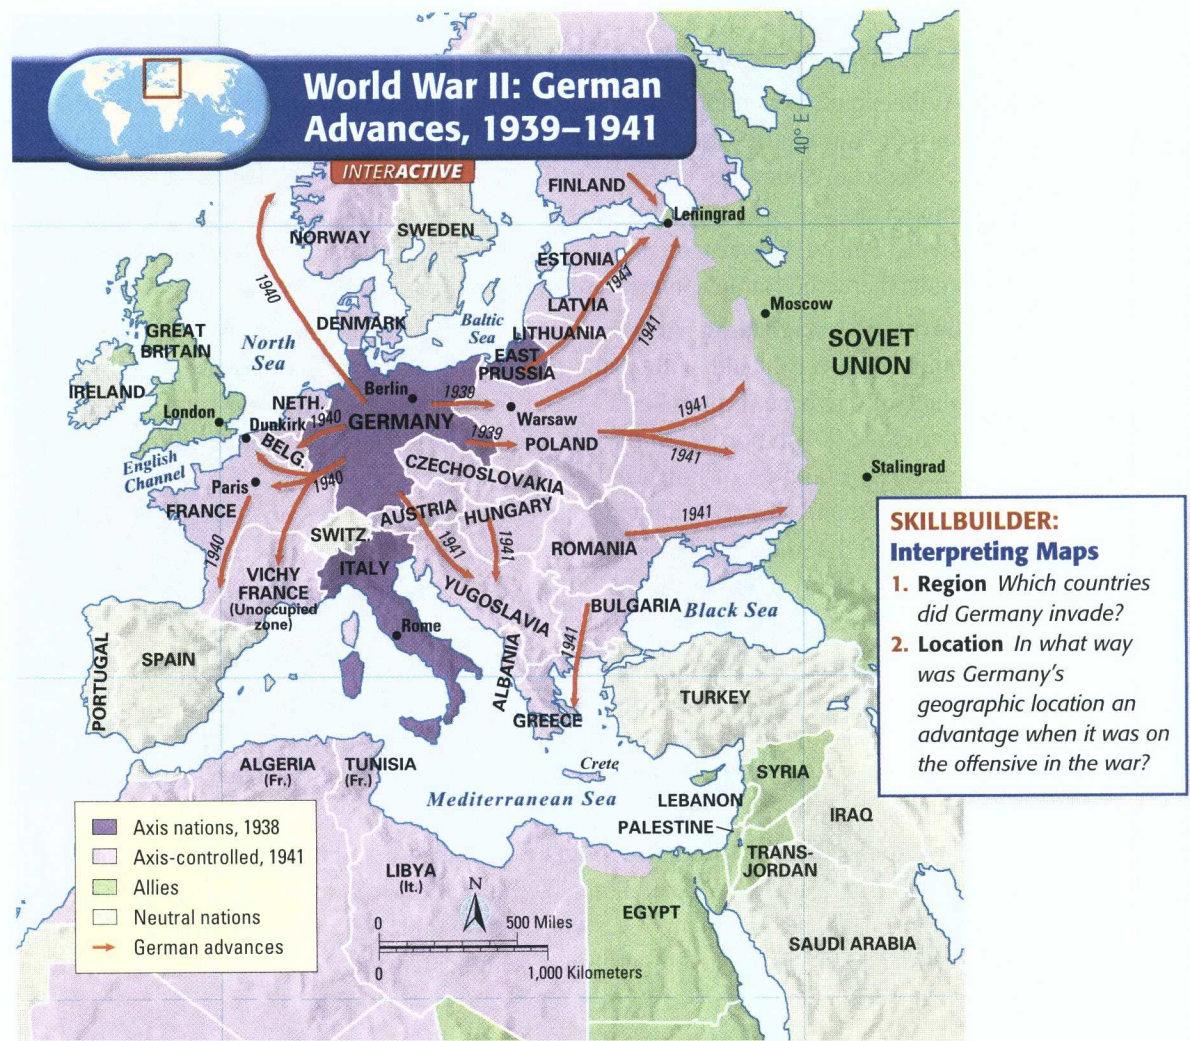 World War II: German
Advances, 1939–1941
INTERACTIVE
40° E
FINLAND
Leningrad
NORWAY
SWEDEN
ESTONIA
1941
1940
LATVIA
Moscow
DENMARK
Baltic
Sea
LITHUANIA
1941
GREAT
BRITAIN
North
Sea
SOVIET
UNION
EAST
PRUSSIA
IRELAND
Berlin
1939
NETH.
London
Dunkirk
1940
GERMANY
Warsaw
1941
1939
POLAND
BELG.
1941
English
Channel
CZECHOSLOVAKIA
Stalingrad
Paris
1940
FRANCE
AUSTRIA
HUNGARY
1941
SWITZ.
1940
1941
1941
ROMANIA
ITALY
VICHY
FRANCE
(Unoccupied
zone)
YUGOSLAVIA
BULGARIA
Black Sea
Rome
1941
PORTUGAL
SPAIN
ALBANIA
TURKEY
GREECE
ALGERIA
(Fr.)
TUNISIA
(Fr.)
Crete
SYRIA
Mediterranean Sea
LEBANON
IRAQ
PALESTINE
TRANS-
JORDAN
LIBYA
(It.)
EGYPT
SAUDI ARABIA
N
0
500 Miles
0
1,000 Kilometers
Axis nations, 1938
Axis-controlled, 1941
Allies
Neutral nations
German advances
SKILLBUILDER:
Interpreting Maps
1. Region Which countries
did Germany invade?
2. Location In what way
was Germany's
geographic location an
advantage when it was on
the offensive in the war?